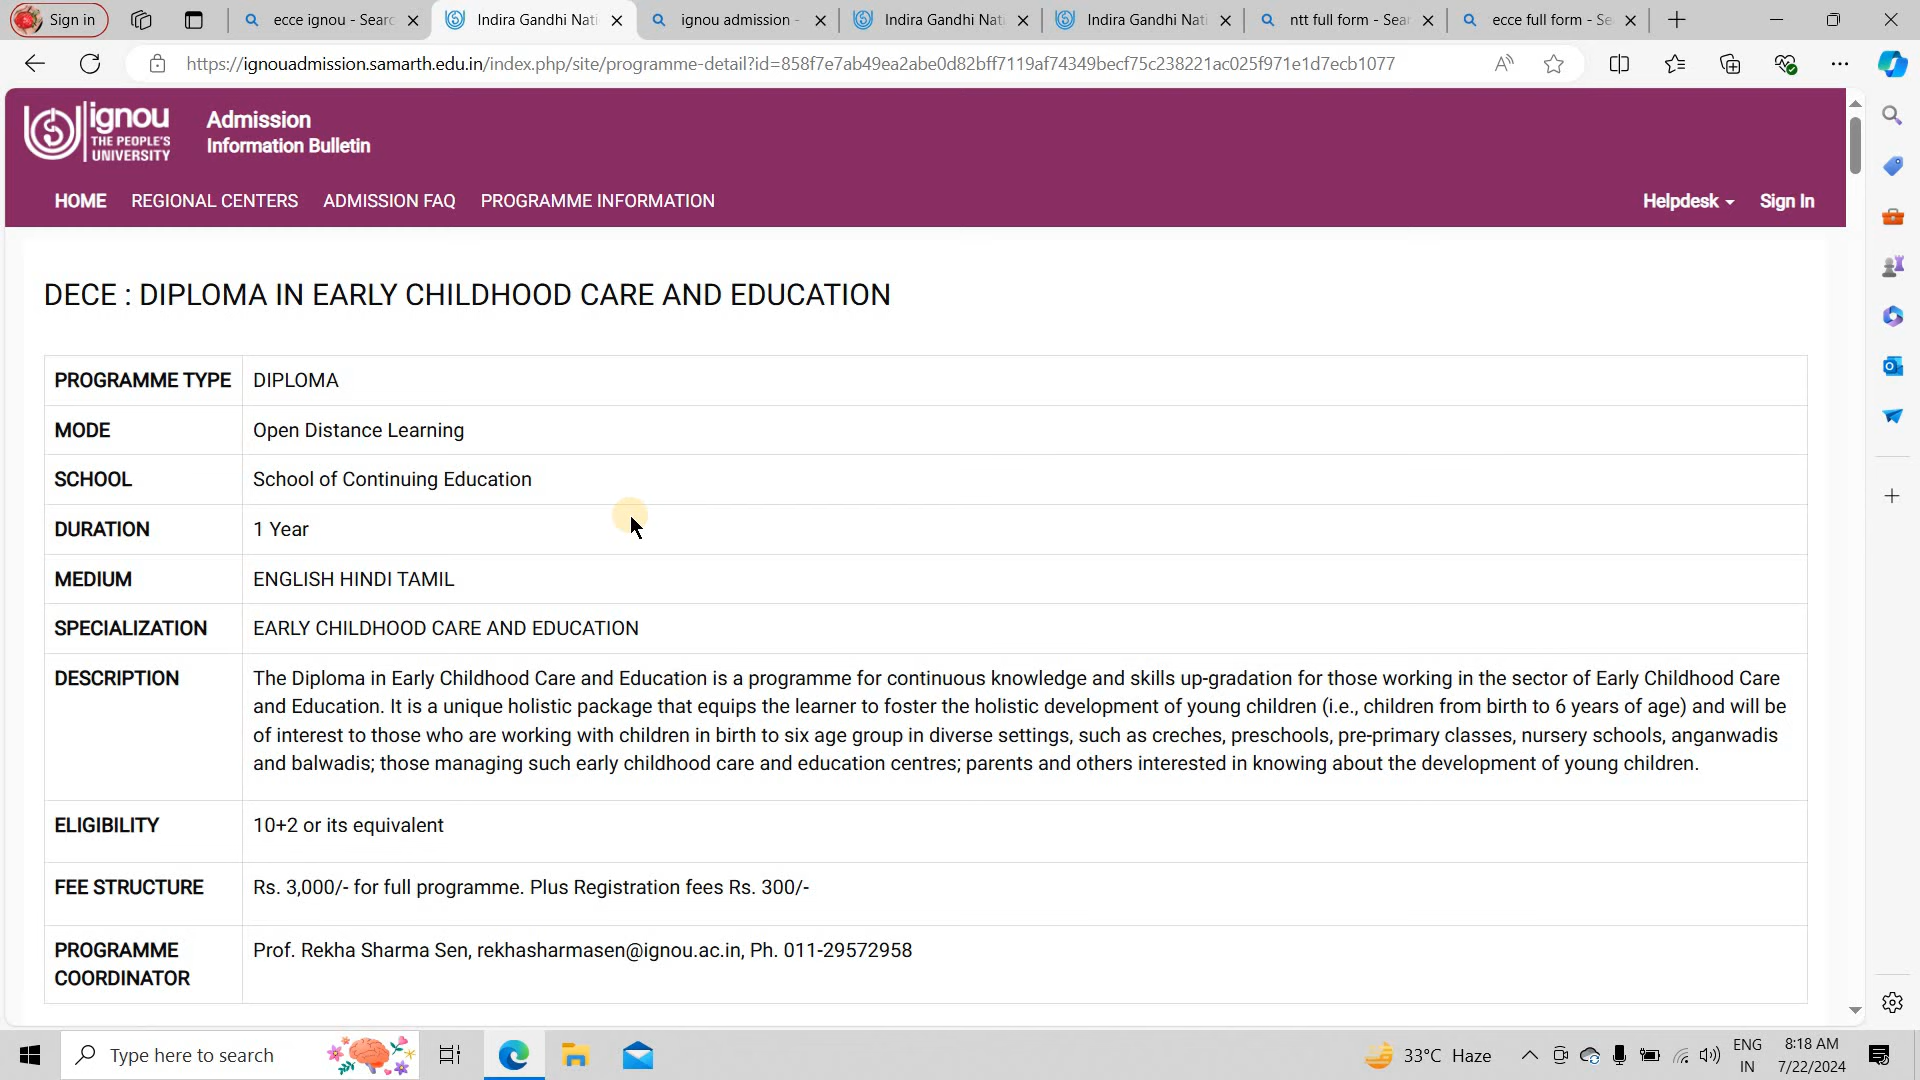 Sign in
ecce ignou - Searc
Indira Gandhi Nati
ignou admission -
Indira Gandhi Nati
Indira Gandhi Nati
ntt full form - Sear
ecce full form - Se
https://ignouadmission.samarth.edu.in/index.php/site/programme-detail?id=858f7e7ab49ea2abe0d82bff7119af74349becf75c238221ac025f971e1d7ecb1077
ignou
THE PEOPLE'S
UNIVERSITY
Admission
Information Bulletin
HOME REGIONAL CENTERS ADMISSION FAQ PROGRAMME INFORMATION Helpdesk Sign In
DECE : DIPLOMA IN EARLY CHILDHOOD CARE AND EDUCATION
PROGRAMME TYPE DIPLOMA
MODE Open Distance Learning
SCHOOL School of Continuing Education
DURATION 1 Year
MEDIUM ENGLISH HINDI TAMIL
SPECIALIZATION EARLY CHILDHOOD CARE AND EDUCATION
DESCRIPTION The Diploma in Early Childhood Care and Education is a programme for continuous knowledge and skills up-gradation for those working in the sector of Early Childhood Care
and Education. It is a unique holistic package that equips the learner to foster the holistic development of young children (i.e., children from birth to 6 years of age) and will be
of interest to those who are working with children in birth to six age group in diverse settings, such as creches, preschools, pre-primary classes, nursery schools, anganwadis
and balwadis; those managing such early childhood care and education centres; parents and others interested in knowing about the development of young children.
ELIGIBILITY 10+2 or its equivalent
FEE STRUCTURE Rs. 3,000/- for full programme. Plus Registration fees Rs. 300/-
PROGRAMME
COORDINATOR
Prof. Rekha Sharma Sen, rekhasharmasen@ignou.ac.in, Ph. 011-29572958
Type here to search
33°C Haze
ENG
IN
8:18 AM
7/22/2024